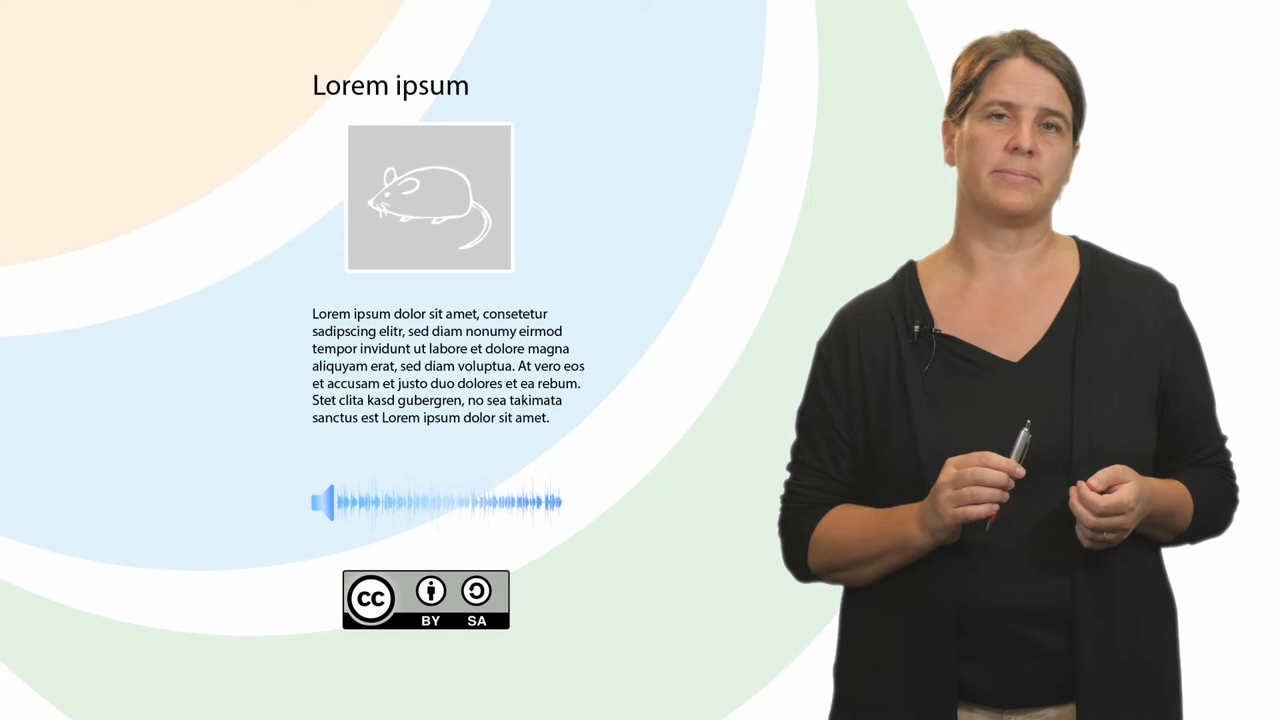 Lorem ipsum
Lorem ipsum dolor sit amet, consetetur
sadipscing elitr, sed diam nonumy eirmod
tempor invidunt ut labore et dolore magna
aliquyam erat, sed diam voluptua. At vero eos
et accusam et justo duo dolores et ea rebum.
Stet clita kasd gubergren, no sea takimata
sanctus est Lorem ipsum dolor sit amet.
CC
BY SA